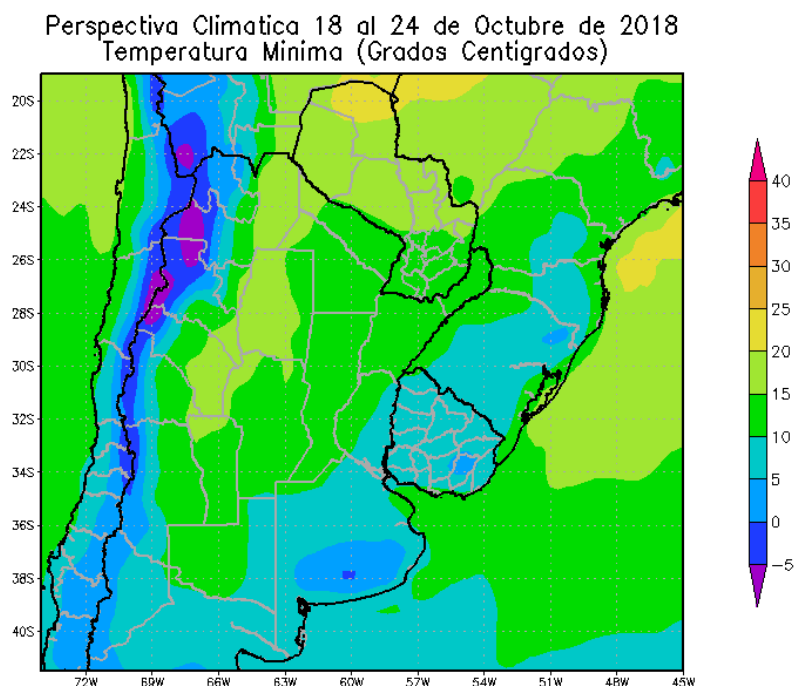 Perspectiva Climatica 18 al 24 de Octubre de 2018
Temperatura Minima (Grados Centigrados)
20S
22S
24S
26S
28S
30S
32S
34S
36S
38S
40S
72W 69W 66W 63W 60W 57W 54W 51W 48W 45W
40
35
30
25
20
15
10
5
0
−5